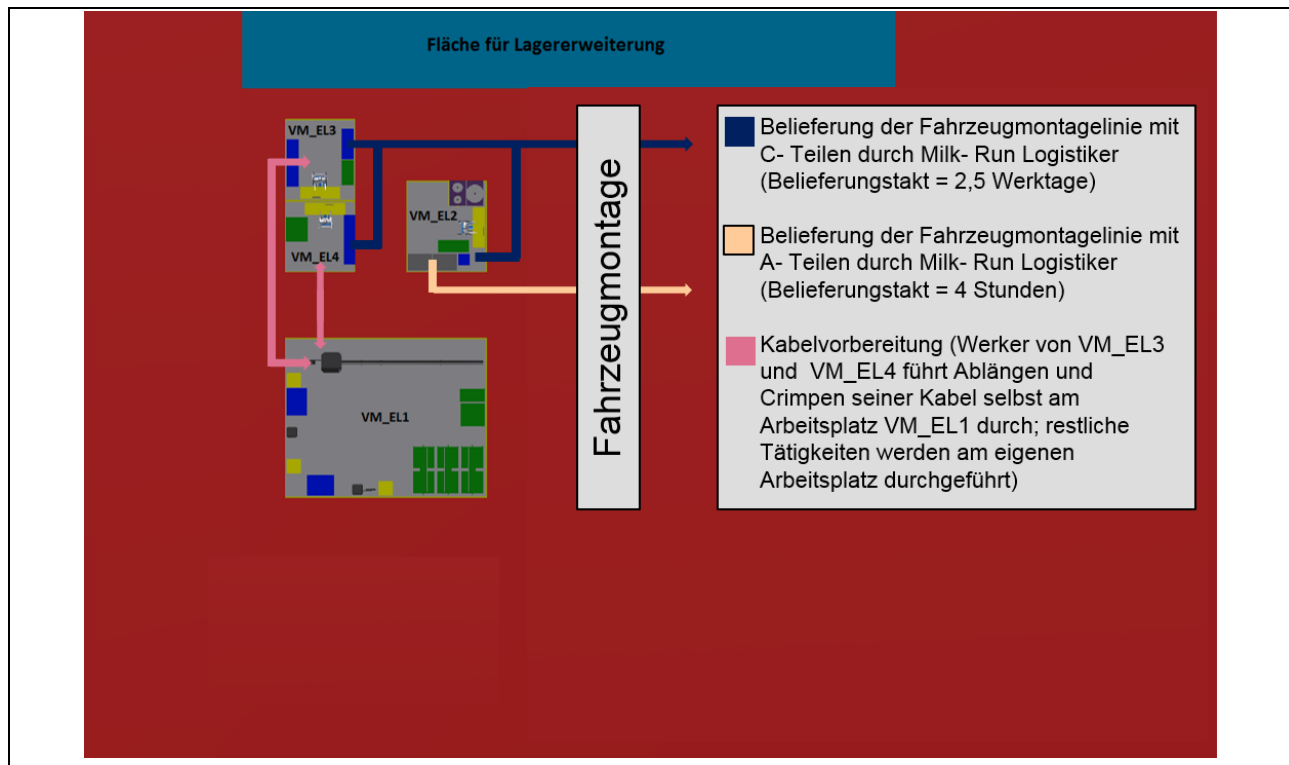 Fläche für Lagererweiterung
VM_EL3
VM_EL2
VM_EL4
VM_EL1
Fahrzeugmontage
Belieferung der Fahrzeugmontagelinie mit
C- Teilen durch Milk- Run Logistiker
(Belieferungstakt = 2,5 Werktage)
Belieferung der Fahrzeugmontagelinie mit
A- Teilen durch Milk- Run Logistiker
(Belieferungstakt = 4 Stunden)
Kabelvorbereitung (Werker von VM_EL3
und VM_EL4 führt Ablängen und
Crimpen seiner Kabel selbst am
Arbeitsplatz VM_EL1 durch; restliche
Tätigkeiten werden am eigenen
Arbeitsplatz durchgeführt)